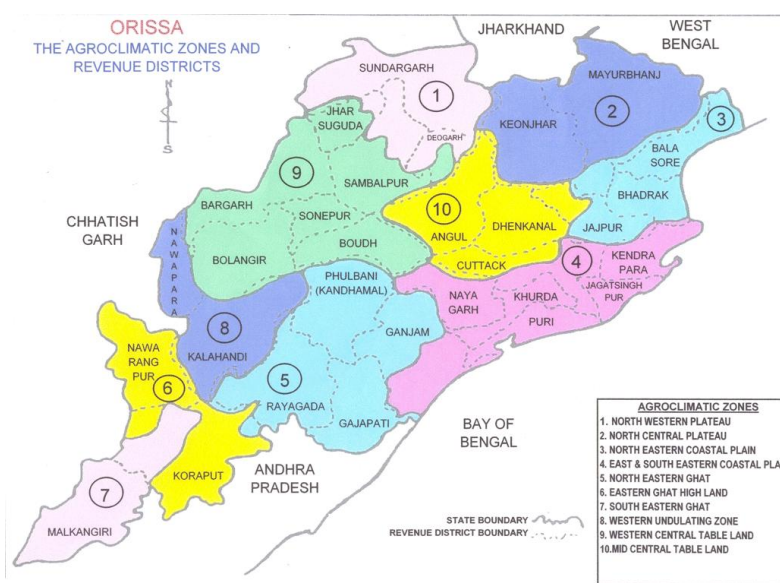 ORISSA
THE AGROCLIMATIC ZONES AND
REVENUE DISTRICTS
N
S
JHARKHAND
WEST
BENGAL
SUNDARGARH
1
MAYURBHANJ
2
3
JHAR
SUGUDA
DEOGARH
KEONJHAR
BALA
SORE
9
SAMBALPUR
BHADRAK
BARGARH
SONEPUR
10
ANGUL
DHENKANAL
JAJPUR
CHHATISH
GARH
NAWAPARA
BOLANGIR
BOUDH
CUTTACK
4
KENDRA
PARA
PHULBANI
(KANDHAMAL)
NAYA
GARH
KHURDA
JAGATSINGH
PUR
PURI
8
KALAHANDI
GANJAM
NAWA
RANG
PUR
6
5
RAYAGADA
GAJAPATI
BAY OF
BENGAL
KORAPUT
ANDHRA
PRADESH
7
MALKANGIRI
STATE BOUNDARY
REVENUE DISTRICT BOUNDARY
AGROCLIMATIC ZONES
1. NORTH WESTERN PLATEAU
2. NORTH CENTRAL PLATEAU
3. NORTH EASTERN COASTAL PLAIN
4. EAST & SOUTH EASTERN COASTAL PLA
5. NORTH EASTERN GHAT
6. EASTERN GHAT HIGH LAND
7. SOUTH EASTERN GHAT
8. WESTERN UNDULATING ZONE
9. WESTERN CENTRAL TABLE LAND
10. MID CENTRAL TABLE LAND